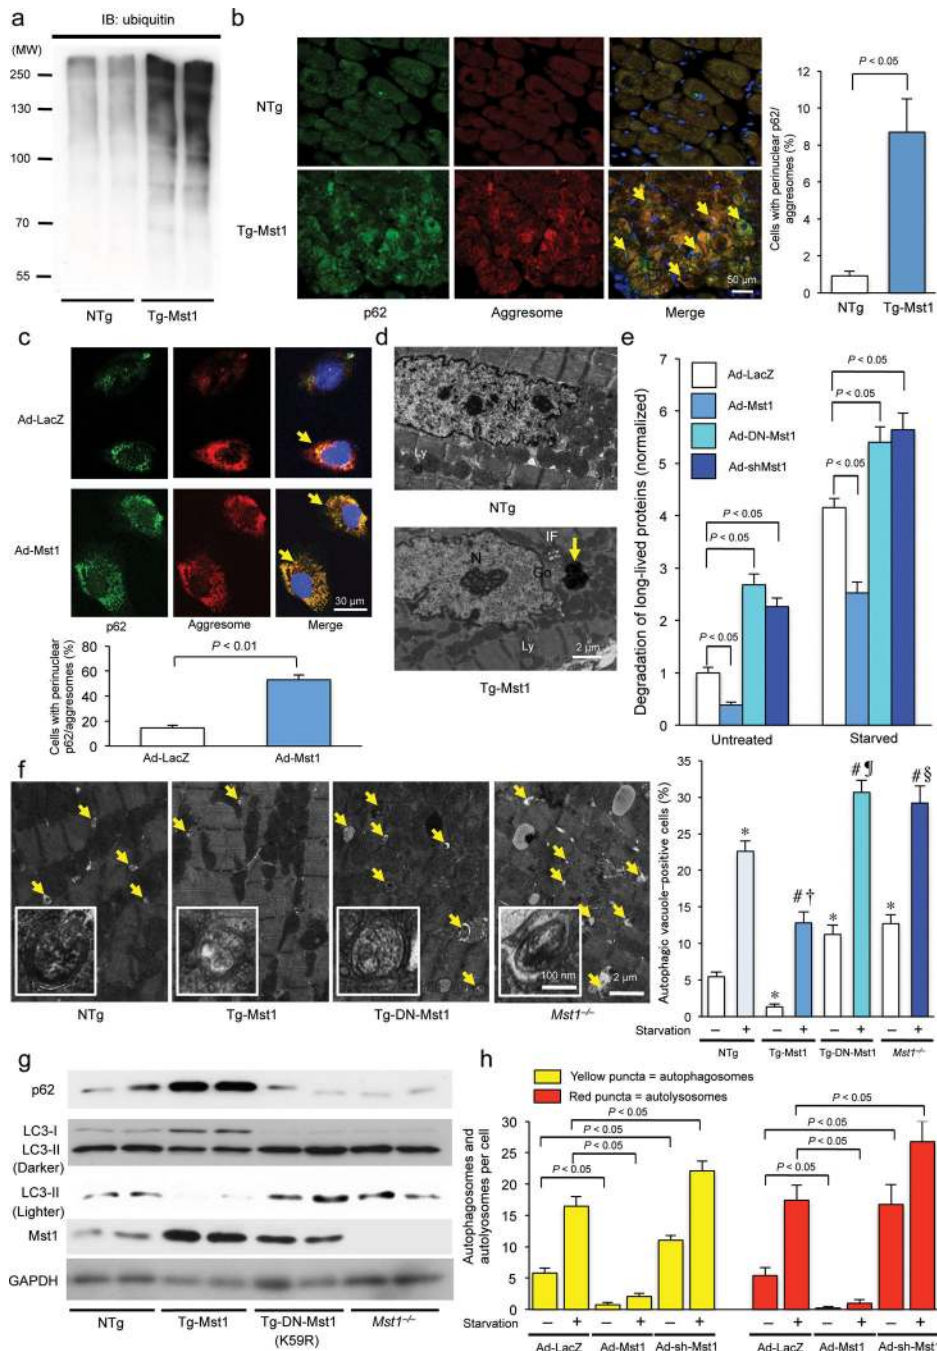 a
IB: ubiquitin
(MW)
250
130
100
70
55
NTg
Tg-Mst1
b
NTg
Tg-Mst1
50 μm
p62
Aggresome
Merge
Cells with perinuclear p62/
aggresomes (%)
P < 0.05
12
10
8
6
4
2
0
NTg
Tg-Mst1
c
Ad-LacZ
Ad-Mst1
30 μm
p62
Aggresome
Merge
Cells with perinuclear
p62/aggresomes (%)
P < 0.01
80
60
40
20
0
Ad-LacZ
Ad-Mst1
d
N
Ly
NTg
IF
N
Go
Ly
2 μm
Tg-Mst1
e
Degradation of long-lived proteins (normalized)
7
6
5
4
3
2
1
0
Ad-LacZ
Ad-Mst1
Ad-DN-Mst1
Ad-shMst1
P < 0.05
P < 0.05
P < 0.05
P < 0.05
P < 0.05
P < 0.05
Untreated
Starved
f
100 nm
2 μm
NTg
Tg-Mst1
Tg-DN-Mst1
Mst1–/–
Autophagic vacuole–positive cells (%)
35
30
25
20
15
10
5
0
* * #† * #¶ * #§
Starvation – + – + – + – +
NTg Tg-Mst1 Tg-DN-Mst1 Mst1–/–
g
p62
LC3-I
LC3-II
(Darker)
LC3-II
(Lighter)
Mst1
GAPDH
NTg
Tg-Mst1
Tg-DN-Mst1
(K59R)
Mst1–/–
h
Yellow puncta = autophagosomes
Red puncta = autolysosomes
Autophagosomes and
autolyosomes per cell
30
25
20
15
10
5
0
P < 0.05
P < 0.05
P < 0.05
P < 0.05
P < 0.05
P < 0.05
P < 0.05
P < 0.05
Starvation – + – + – + – + – + – +
Ad-LacZ Ad-Mst1 Ad-sh-Mst1 Ad-LacZ Ad-Mst1 Ad-sh-Mst1